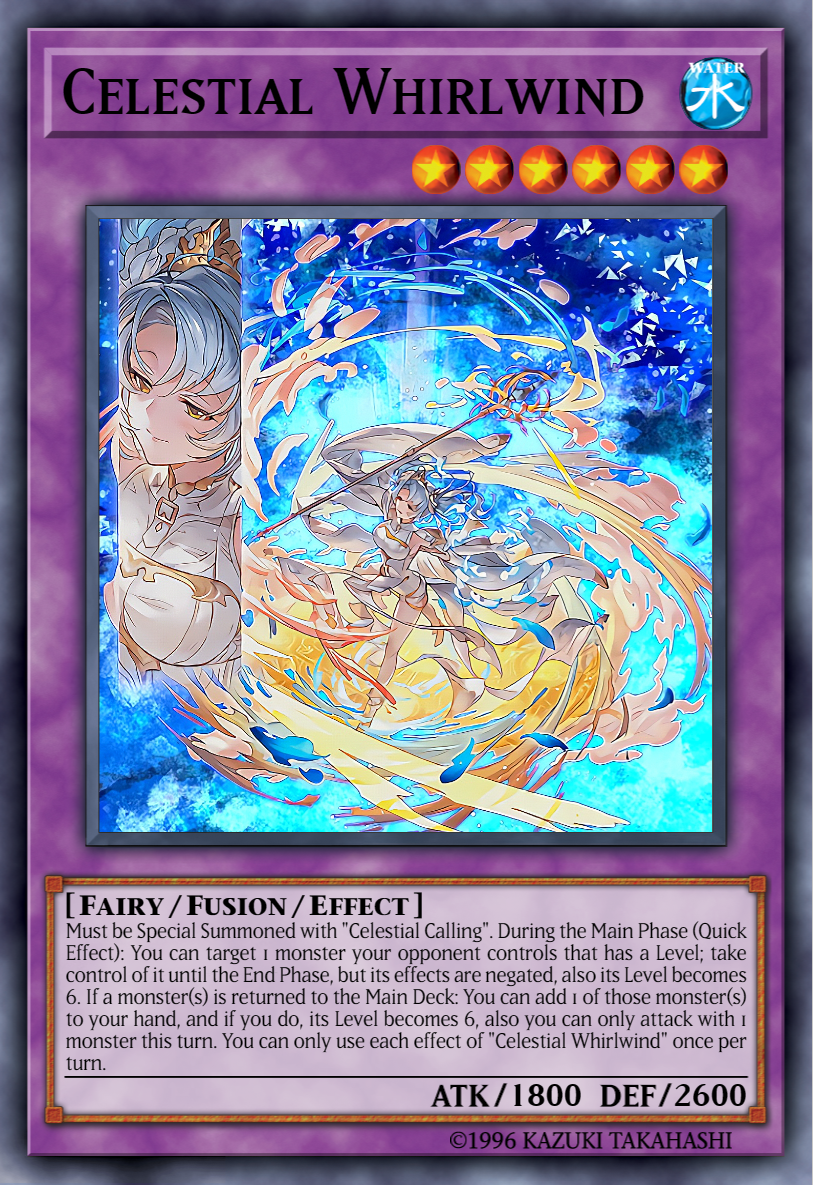 Celestial Whirlwind
WATER
水
[ Fairy / Fusion / Effect ]
Must be Special Summoned with "Celestial Calling". During the Main Phase (Quick
Effect): You can target 1 monster your opponent controls that has a Level; take
control of it until the End Phase, but its effects are negated, also its Level becomes
6. If a monster(s) is returned to the Main Deck: You can add 1 of those monster(s)
to your hand, and if you do, its Level becomes 6, also you can only attack with 1
monster this turn. You can only use each effect of "Celestial Whirlwind" once per
turn.
ATK/1800 DEF/2600
©1996 KAZUKI TAKAHASHI